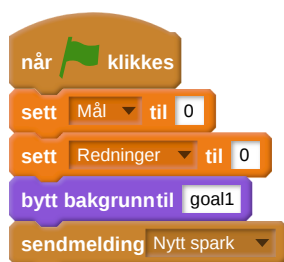 når klikkes
sett Mål til 0
sett Redninger til 0
bytt bakgrunntil goal1
sendmelding Nytt spark